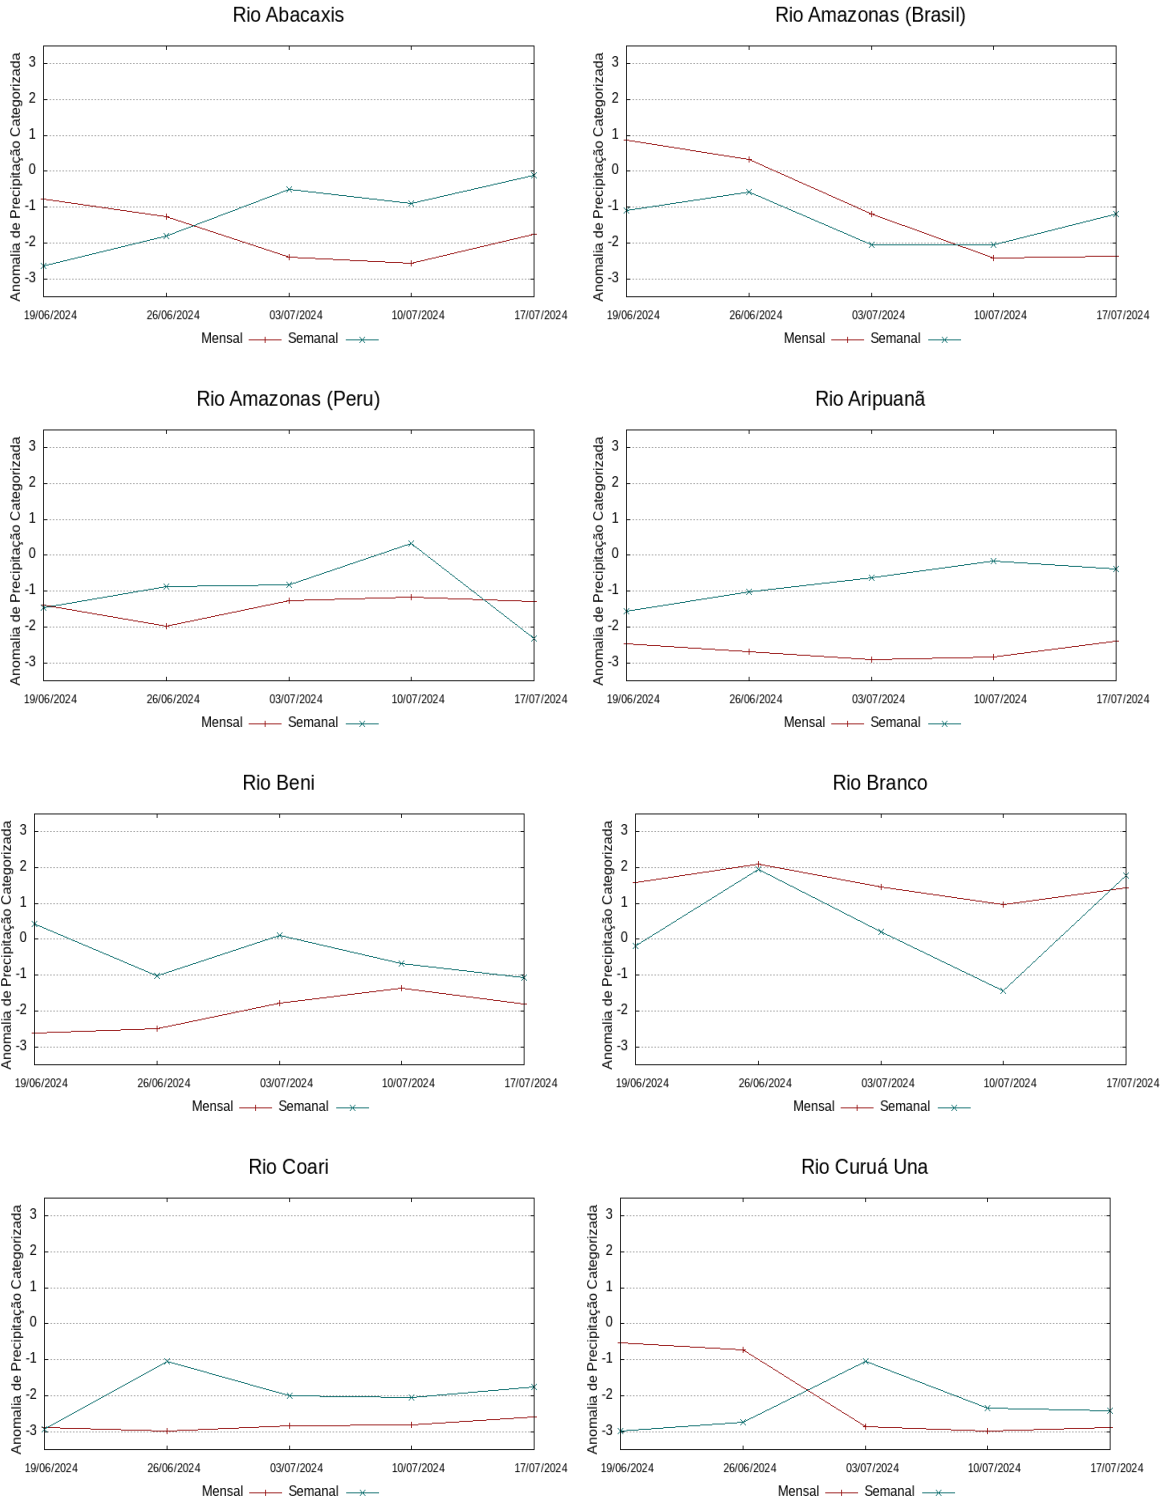 Rio Abacaxis
Anomalia de Precipitação Categorizada
3
2
1
0
-1
-2
-3
19/06/2024 26/06/2024 03/07/2024 10/07/2024 17/07/2024
Mensal Semanal
Rio Amazonas (Brasil)
Anomalia de Precipitação Categorizada
3
2
1
0
-1
-2
-3
19/06/2024 26/06/2024 03/07/2024 10/07/2024 17/07/2024
Mensal Semanal
Rio Amazonas (Peru)
Anomalia de Precipitação Categorizada
3
2
1
0
-1
-2
-3
19/06/2024 26/06/2024 03/07/2024 10/07/2024 17/07/2024
Mensal Semanal
Rio Aripuanã
Anomalia de Precipitação Categorizada
3
2
1
0
-1
-2
-3
19/06/2024 26/06/2024 03/07/2024 10/07/2024 17/07/2024
Mensal Semanal
Rio Beni
Anomalia de Precipitação Categorizada
3
2
1
0
-1
-2
-3
19/06/2024 26/06/2024 03/07/2024 10/07/2024 17/07/2024
Mensal Semanal
Rio Branco
Anomalia de Precipitação Categorizada
3
2
1
0
-1
-2
-3
19/06/2024 26/06/2024 03/07/2024 10/07/2024 17/07/2024
Mensal Semanal
Rio Coari
Anomalia de Precipitação Categorizada
3
2
1
0
-1
-2
-3
19/06/2024 26/06/2024 03/07/2024 10/07/2024 17/07/2024
Mensal Semanal
Rio Curuá Una
Anomalia de Precipitação Categorizada
3
2
1
0
-1
-2
-3
19/06/2024 26/06/2024 03/07/2024 10/07/2024 17/07/2024
Mensal Semanal